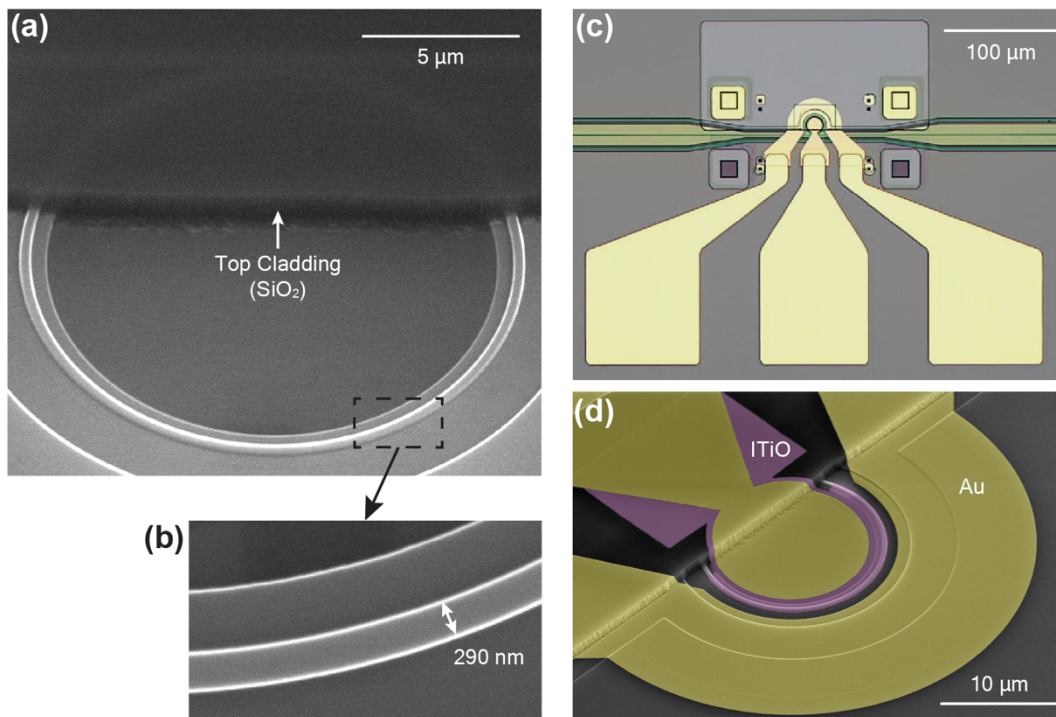 (a)
5 μm
Top Cladding
(SiO₂)
(b)
290 nm
(c)
100 μm
(d)
ITiO
Au
10 μm